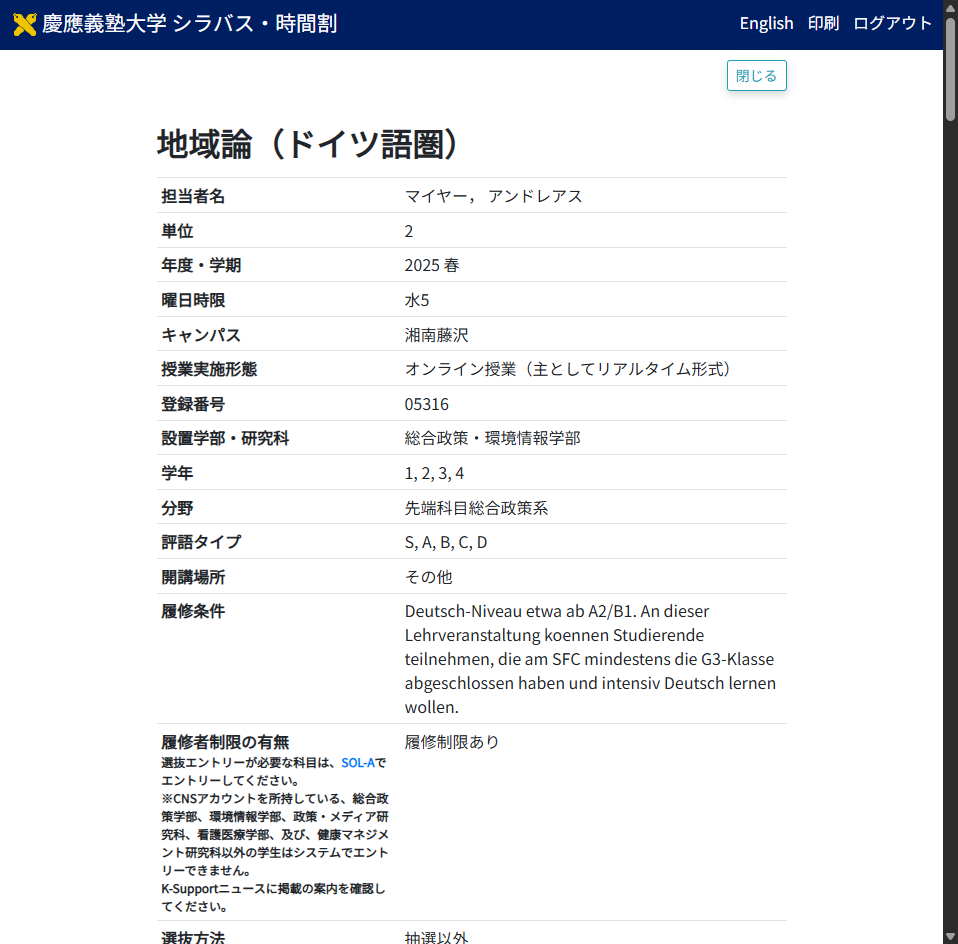 慶應義塾大学 シラバス・時間割
English 印刷 ログアウト
閉じる
地域論（ドイツ語圏）
担当者名 マイヤー， アンドレアス
単位 2
年度・学期 2025 春
曜日時限 水5
キャンパス 湘南藤沢
授業実施形態 オンライン授業（主としてリアルタイム形式）
登録番号 05316
設置学部・研究科 総合政策・環境情報学部
学年 1, 2, 3, 4
分野 先端科目総合政策系
評語タイプ S, A, B, C, D
開講場所 その他
履修条件 Deutsch-Niveau etwa ab A2/B1. An dieser
Lehrveranstaltung koennen Studierende
teilnehmen, die am SFC mindestens die G3-Klasse
abgeschlossen haben und intensiv Deutsch lernen
wollen.
履修者制限の有無 履修制限あり
選抜エントリーが必要な科目は、SOL-Aで
エントリーしてください。
※CNSアカウントを所持している、総合政
策学部、環境情報学部、政策・メディア研
究科、看護医療学部、及び、健康マネジメ
ント研究科以外の学生はシステムでエント
リーできません。
K-Supportニュースに掲載の案内を確認し
てください。
選抜方法 抽選以外